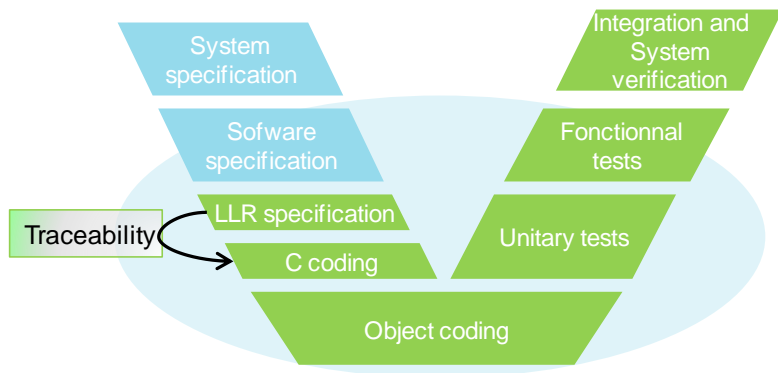 System
specification
Integration and
System
verification
Sofware
specification
Fonctionnal
tests
LLR specification
Traceability
Unitary tests
C coding
Object coding